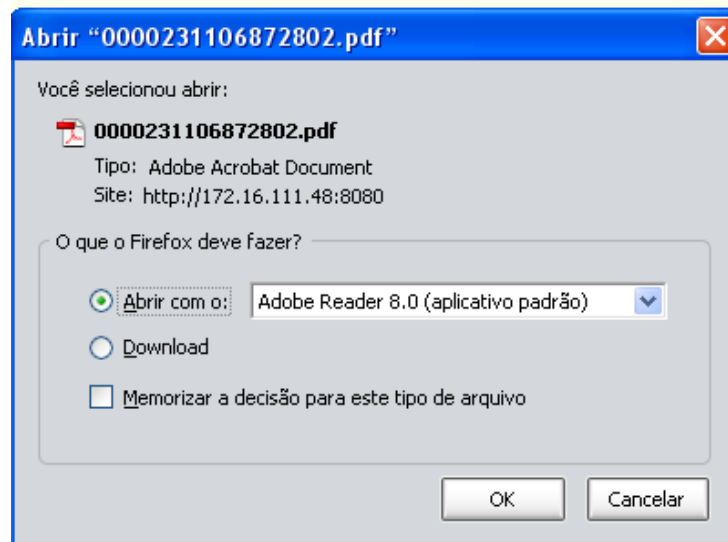 Abrir “0000231106872802.pdf”
Você selecionou abrir:
0000231106872802.pdf
Tipo: Adobe Acrobat Document
Site: http://172.16.111.48:8080
O que o Firefox deve fazer?
Abrir com o: Adobe Reader 8.0 (aplicativo padrão)
Download
Memorizar a decisão para este tipo de arquivo
OK Cancelar